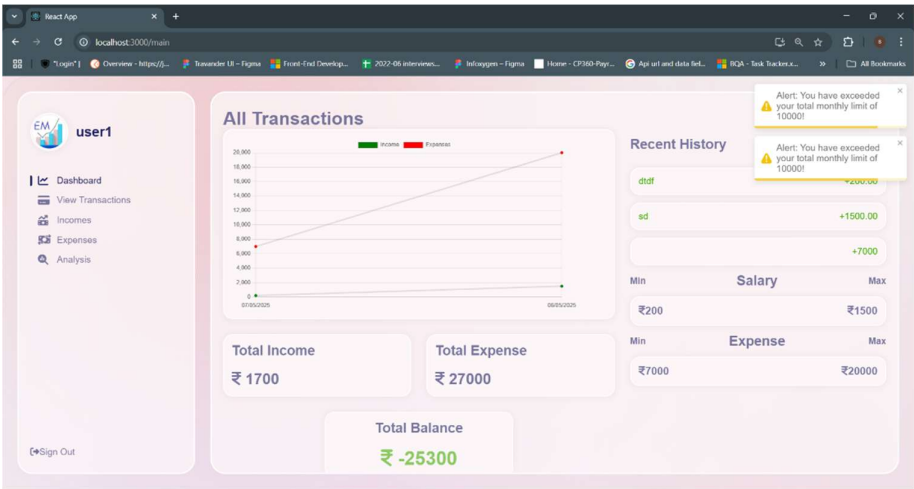 React App
localhost:3000/main
"Login" |
Overview – https://j...
Travander UI – Figma
Front-End Develop...
2022-06 interviews...
Infoxygen – Figma
Home - CP360-Payr...
Api url and data fiel...
RQA - Task Tracker.x...
All Bookmarks
Alert: You have exceeded
your total monthly limit of
10000!
Alert: You have exceeded
your total monthly limit of
10000!
EM
user1
Dashboard
View Transactions
Incomes
Expenses
Analysis
Sign Out
All Transactions
Income Expenses
20,000
18,000
16,000
14,000
12,000
10,000
8,000
6,000
4,000
2,000
0
07/05/2025 09/05/2025
Total Income
₹ 1700
Total Expense
₹ 27000
Total Balance
₹ -25300
Recent History
dtdf +200.00
sd +1500.00
+7000
Min Salary Max
₹200 ₹1500
Min Expense Max
₹7000 ₹20000